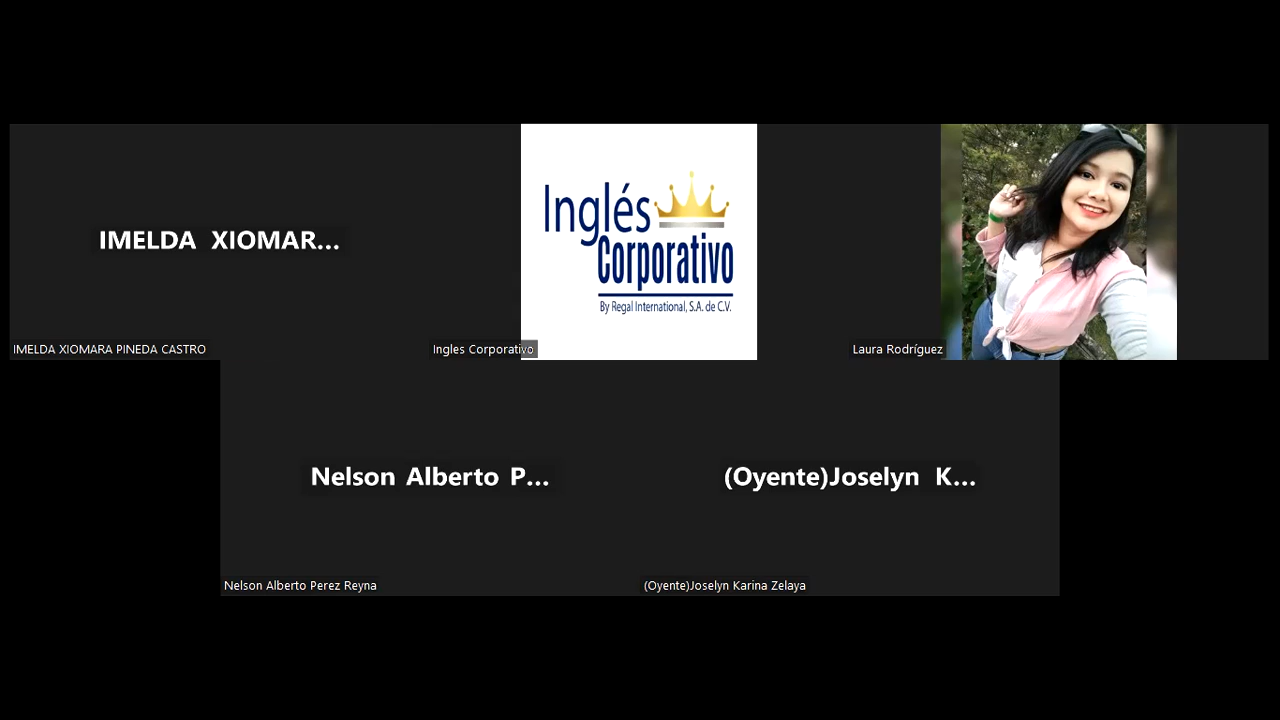 IMELDA XIOMAR...
Inglés
Corporativo
By Regal International, S.A. de C.V.
IMELDA XIOMARA PINEDA CASTRO
Ingles Corporativo
Laura Rodríguez
Nelson Alberto P...
(Oyente)Joselyn K...
Nelson Alberto Perez Reyna
(Oyente)Joselyn Karina Zelaya